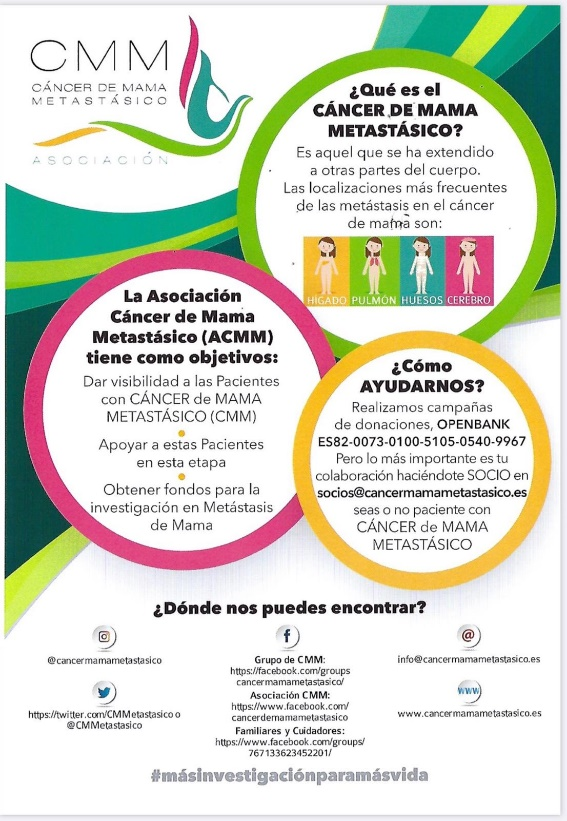 CMM
CÁNCER DE MAMA
METASTÁSICO
ASOCIACIÓN
¿Qué es el
CÁNCER DE MAMA
METASTÁSICO?
Es aquel que se ha extendido
a otras partes del cuerpo.
Las localizaciones más frecuentes
de las metástasis en el cáncer
de mama son:
HÍGADO PULMÓN HUESOS CEREBRO
La Asociación
Cáncer de Mama
Metastásico (ACMM)
tiene como objetivos:
Dar visibilidad a las Pacientes
con CÁNCER de MAMA
METASTÁSICO (CMM)
Apoyar a estas Pacientes
en esta etapa
Obtener fondos para la
investigación en Metástasis
de Mama
¿Cómo
AYUDARNOS?
Realizamos campañas
de donaciones, OPENBANK
ES82-0073-0100-5105-0540-9967
Pero lo más importante es tu
colaboración haciéndote SOCIO en
socios@cancermamametastasico.es
seas o no paciente con
CÁNCER de MAMA
METASTÁSICO
¿Dónde nos puedes encontrar?
@cancermamametastasico
https://twitter.com/CMMetastasico o
@CMMetastasico
f
Grupo de CMM:
https://facebook.com/groups
cancermamametastasico/
Asociación CMM:
https://www.facebook.com/
cancerdemamametastasico
Familiares y Cuidadores:
https://www.facebook.com/groups/
767133623452201/
@
info@cancermamametastasico.es
www
www.cancermamametastasico.es
#másinvestigaciónparamásvida